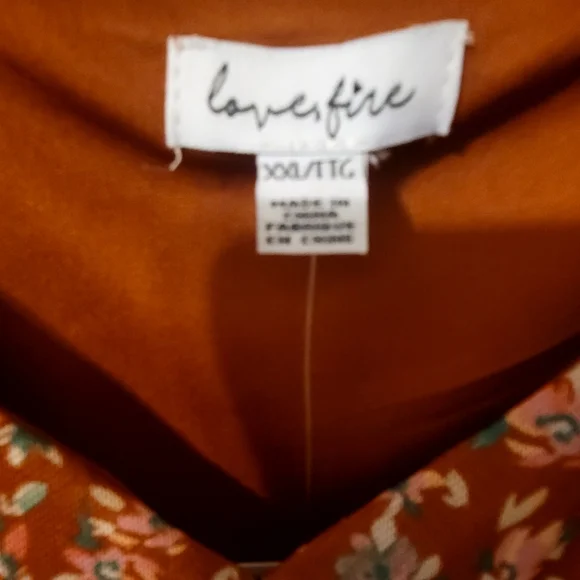 love,fire
XXL/TTG
MADE IN
CHINA
FABRIQUE
EN CHINE